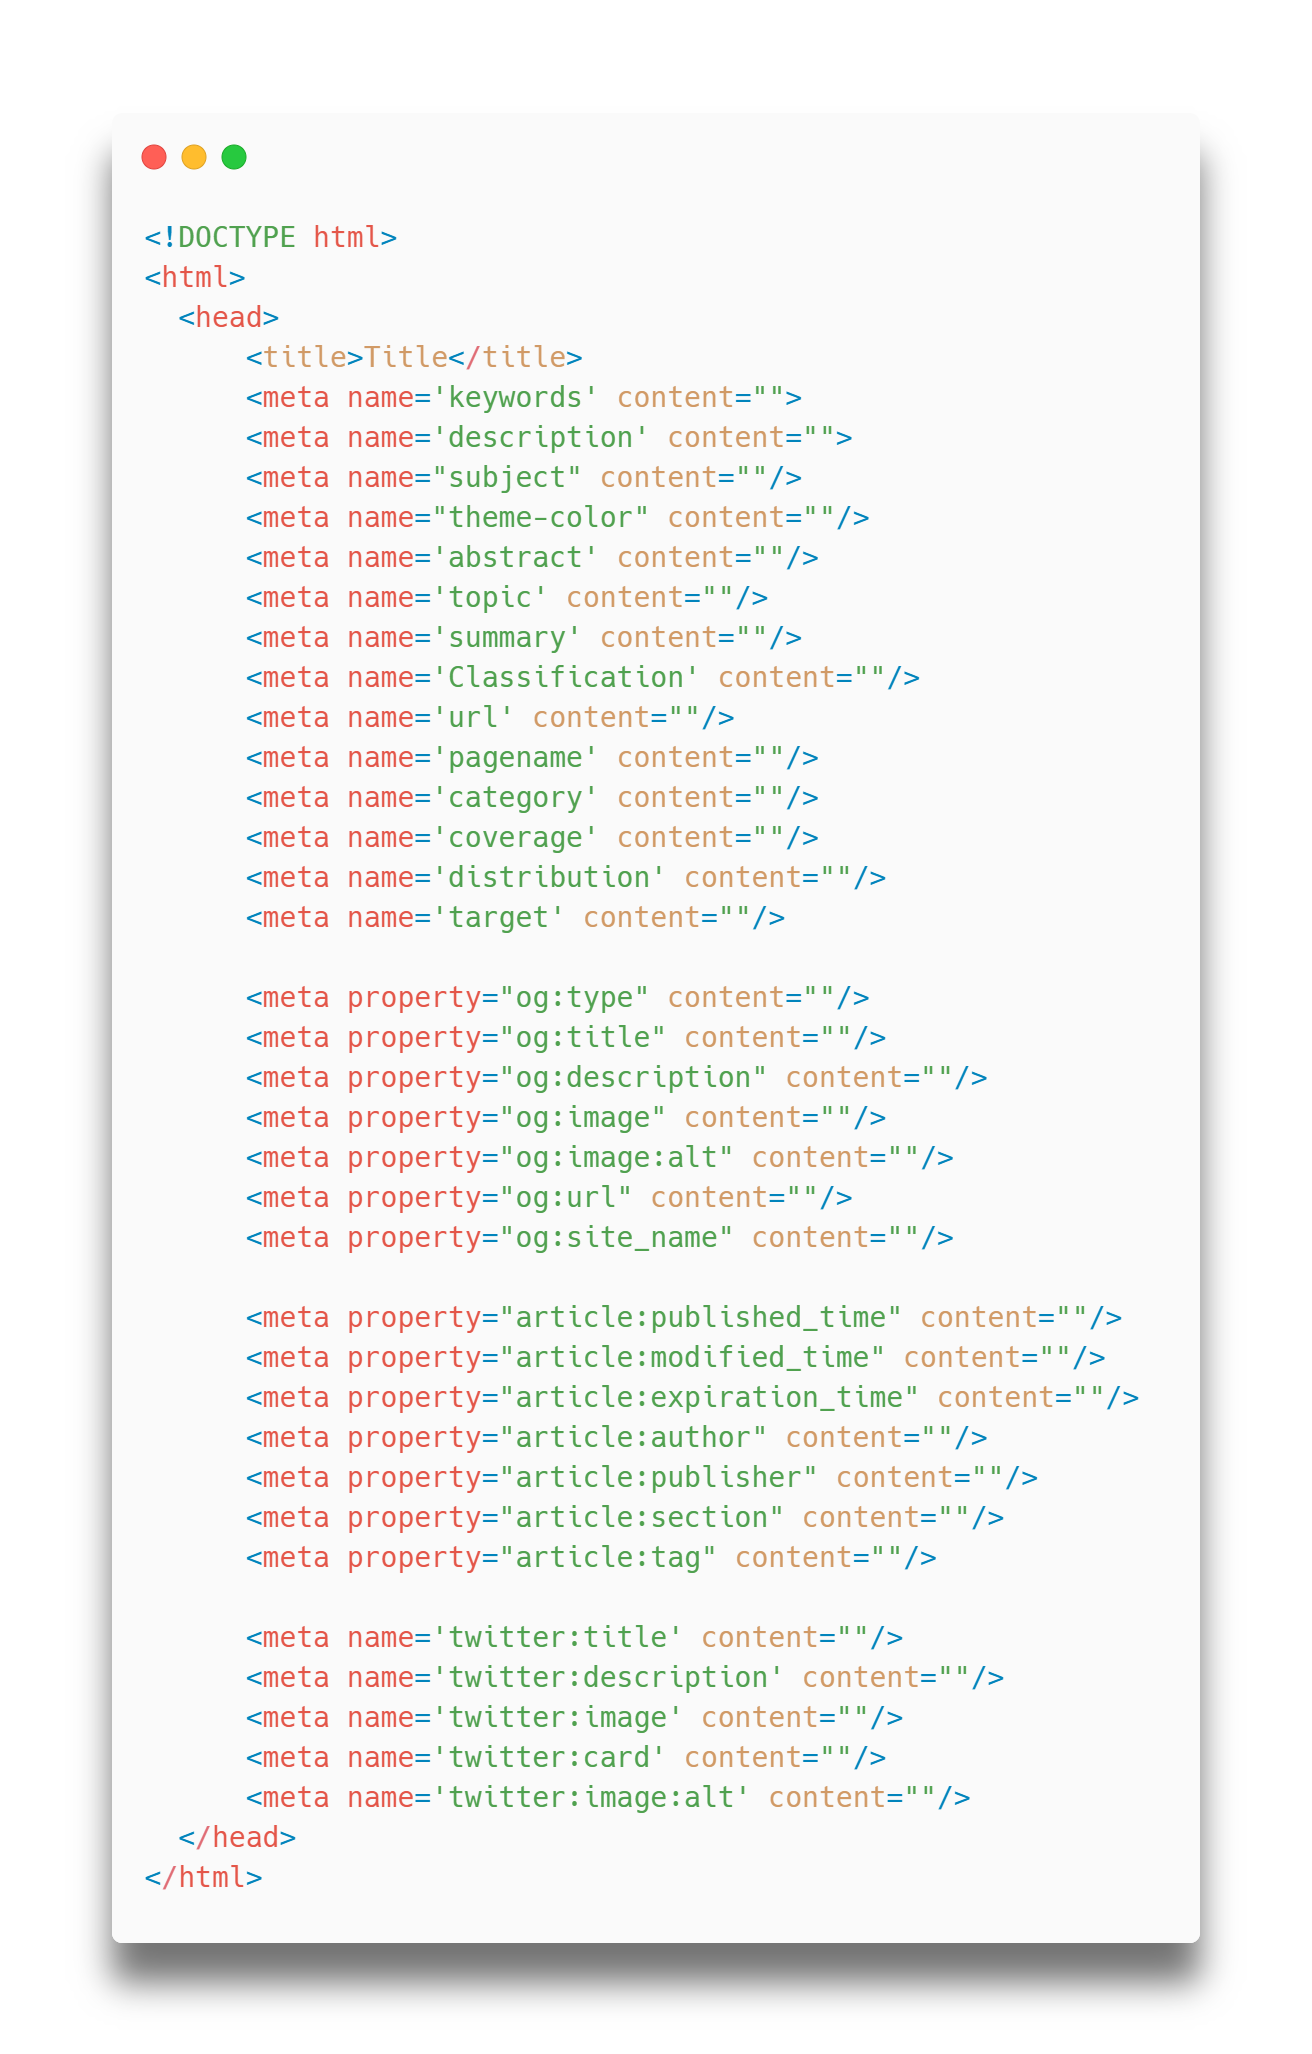 <!DOCTYPE html>
<html>
  <head>
      <title>Title</title>
      <meta name='keywords' content="">
      <meta name='description' content="">
      <meta name="subject" content=""/>
      <meta name="theme-color" content=""/>
      <meta name='abstract' content=""/>
      <meta name='topic' content=""/>
      <meta name='summary' content=""/>
      <meta name='Classification' content=""/>
      <meta name='url' content=""/>
      <meta name='pagename' content=""/>
      <meta name='category' content=""/>
      <meta name='coverage' content=""/>
      <meta name='distribution' content=""/>
      <meta name='target' content=""/>

      <meta property="og:type" content=""/>
      <meta property="og:title" content=""/>
      <meta property="og:description" content=""/>
      <meta property="og:image" content=""/>
      <meta property="og:image:alt" content=""/>
      <meta property="og:url" content=""/>
      <meta property="og:site_name" content=""/>

      <meta property="article:published_time" content=""/>
      <meta property="article:modified_time" content=""/>
      <meta property="article:expiration_time" content=""/>
      <meta property="article:author" content=""/>
      <meta property="article:publisher" content=""/>
      <meta property="article:section" content=""/>
      <meta property="article:tag" content=""/>

      <meta name='twitter:title' content=""/>
      <meta name='twitter:description' content=""/>
      <meta name='twitter:image' content=""/>
      <meta name='twitter:card' content=""/>
      <meta name='twitter:image:alt' content=""/>
  </head>
</html>